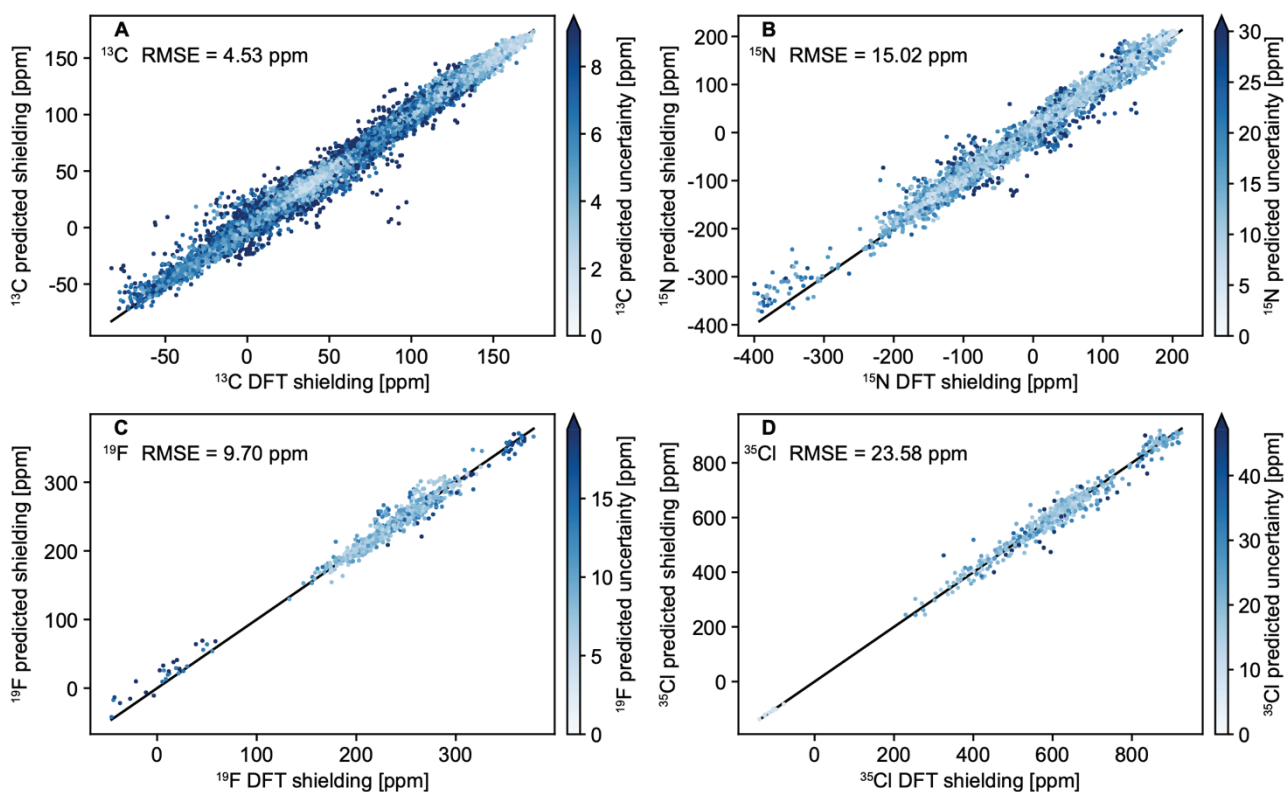 A
¹³C RMSE = 4.53 ppm
150
100
50
0
-50
¹³C predicted shielding [ppm]
-50 0 50 100 150
¹³C DFT shielding [ppm]
8
6
4
2
0
¹³C predicted uncertainty [ppm]
B
¹⁵N RMSE = 15.02 ppm
200
100
0
-100
-200
-300
-400
¹⁵N predicted shielding [ppm]
-400 -300 -200 -100 0 100 200
¹⁵N DFT shielding [ppm]
30
25
20
15
10
5
0
¹⁵N predicted uncertainty [ppm]
C
¹⁹F RMSE = 9.70 ppm
300
200
100
0
¹⁹F predicted shielding [ppm]
0 100 200 300
¹⁹F DFT shielding [ppm]
15
10
5
0
¹⁹F predicted uncertainty [ppm]
D
³⁵Cl RMSE = 23.58 ppm
800
600
400
200
0
³⁵Cl predicted shielding [ppm]
0 200 400 600 800
³⁵Cl DFT shielding [ppm]
40
30
20
10
0
³⁵Cl predicted uncertainty [ppm]